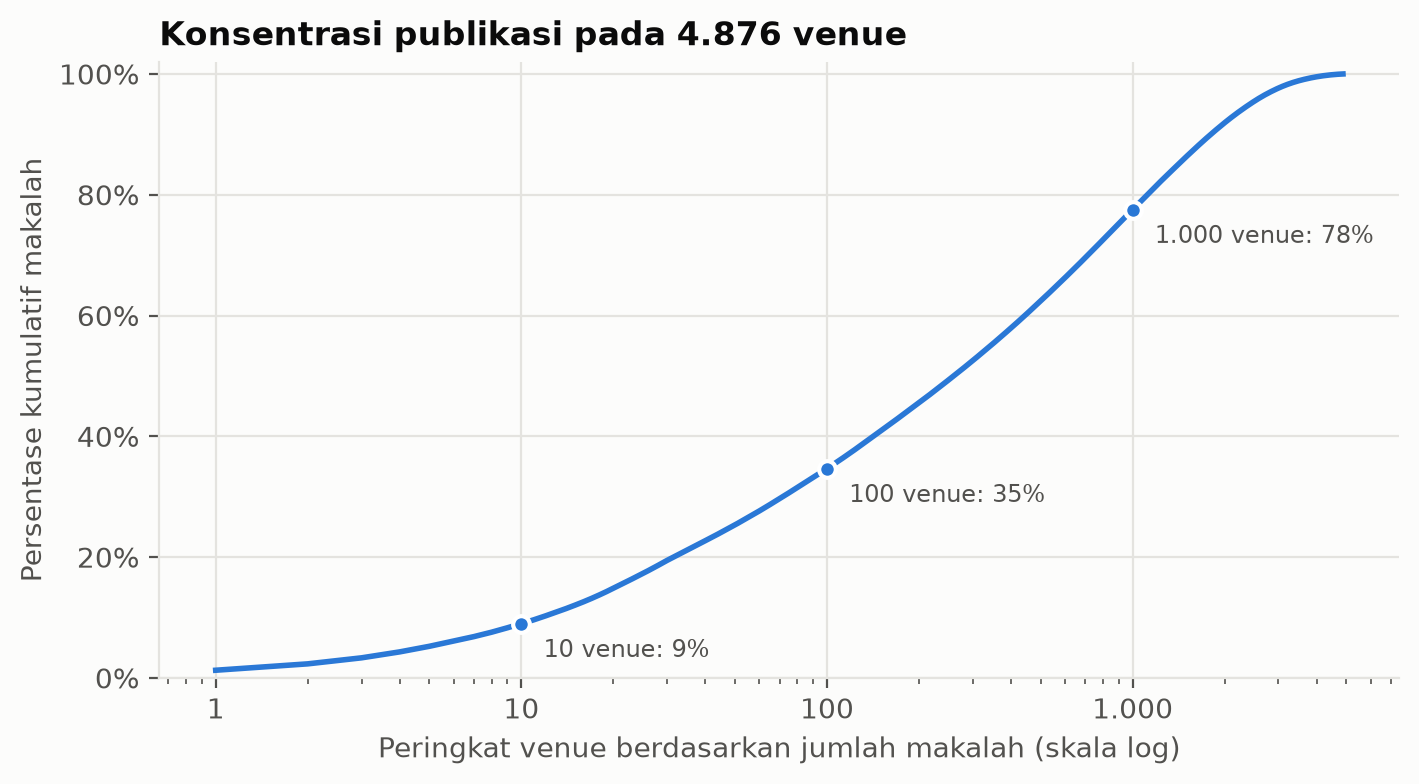 Konsentrasi publikasi pada 4.876 venue
Persentase kumulatif makalah
100%
80%
60%
40%
20%
0%
1.000 venue: 78%
100 venue: 35%
10 venue: 9%
1
10
100
1.000
Peringkat venue berdasarkan jumlah makalah (skala log)